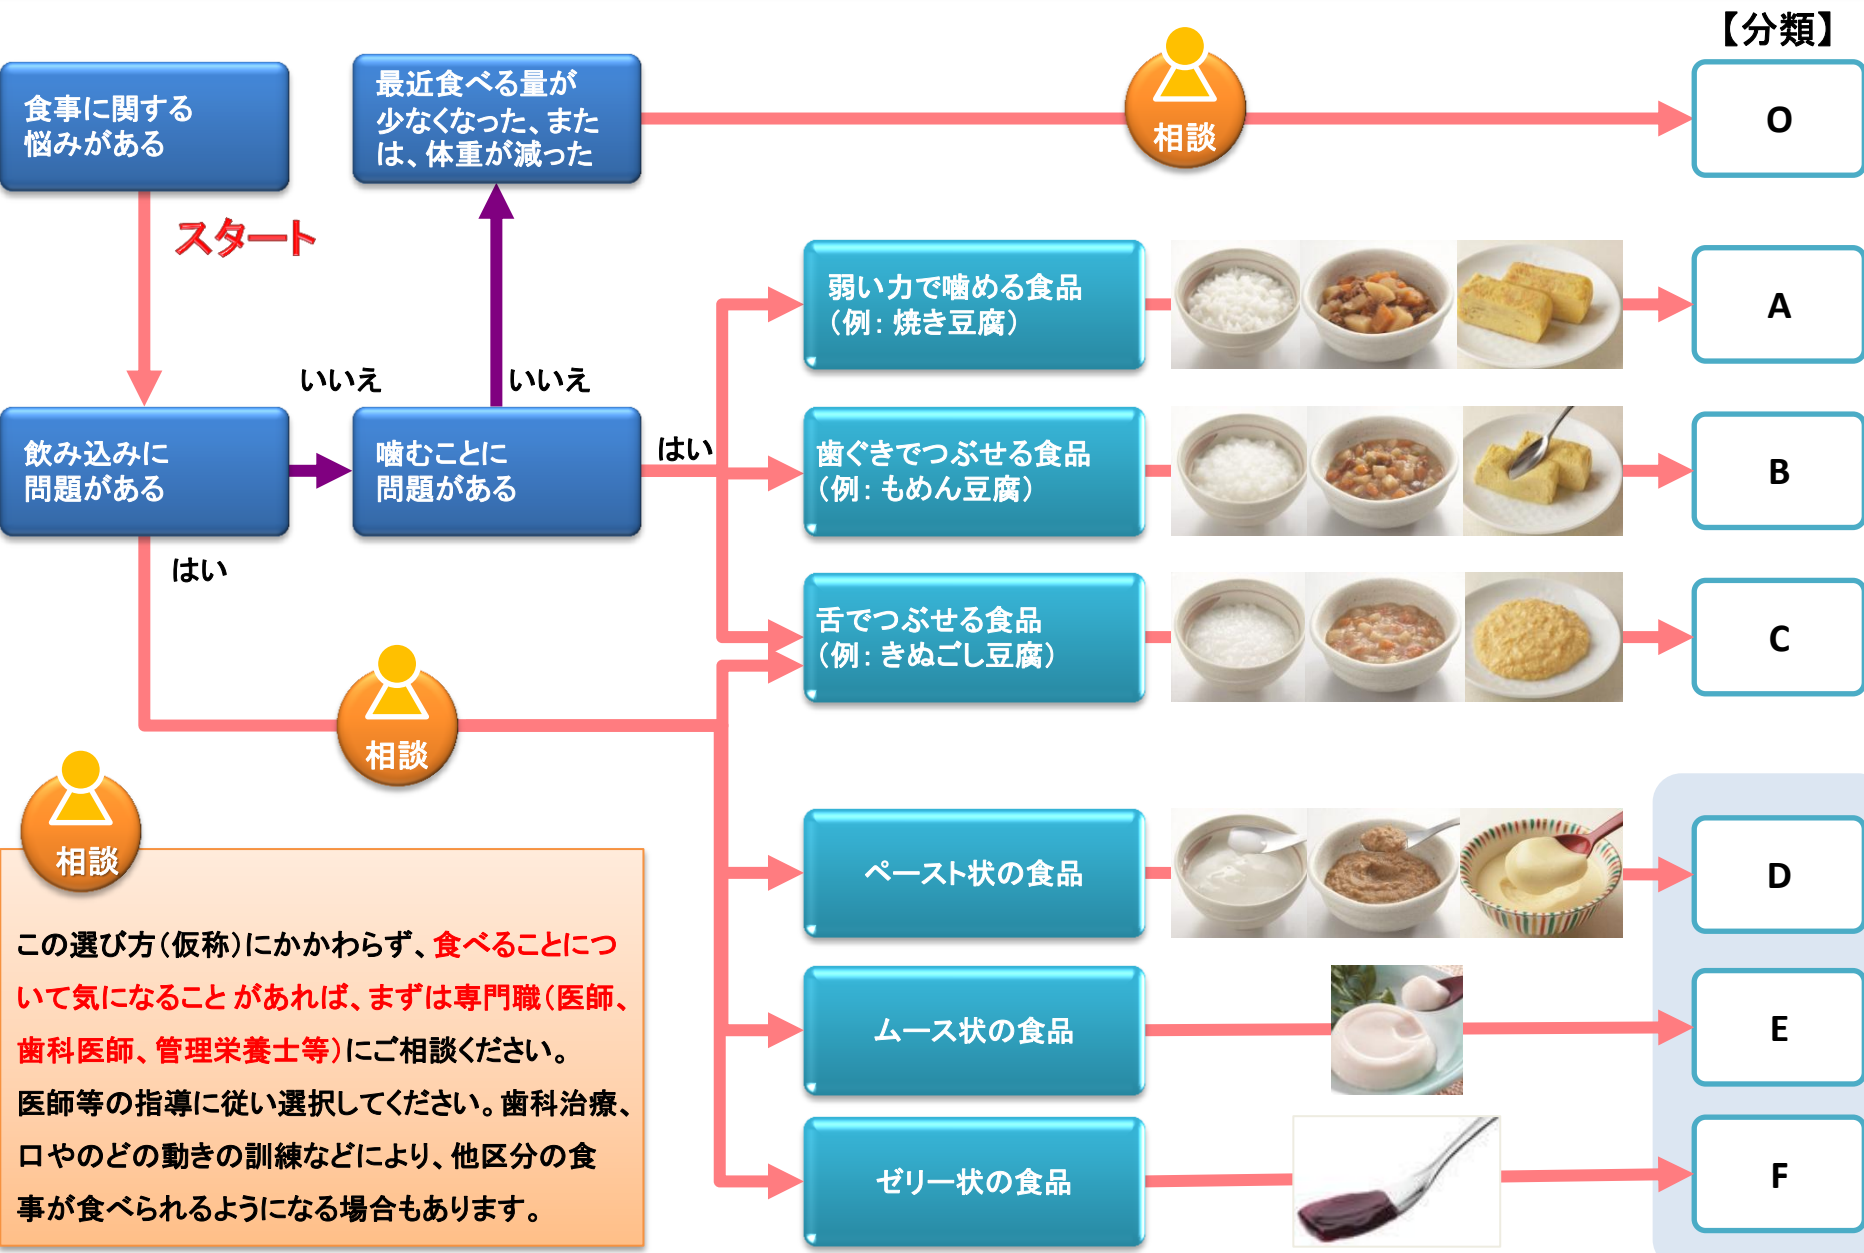 【分類】
食事に関する
悩みがある
最近食べる量が
少なくなった、また
は、体重が減った
相談
O
スタート
弱い力で噛める食品
（例：焼き豆腐）
A
いいえ
いいえ
飲み込みに
問題がある
噛むことに
問題がある
はい
歯ぐきでつぶせる食品
（例：もめん豆腐）
B
はい
舌でつぶせる食品
（例：きぬごし豆腐）
C
相談
ペースト状の食品
D
ムース状の食品
E
ゼリー状の食品
F
相談
この選び方（仮称）にかかわらず、食べることにつ
いて気になること があれば、まずは専門職（医師、
歯科医師、管理栄養士等）にご相談ください。
医師等の指導に従い選択してください。歯科治療、
口やのどの動きの訓練などにより、他区分の食
事が食べられるようになる場合もあります。